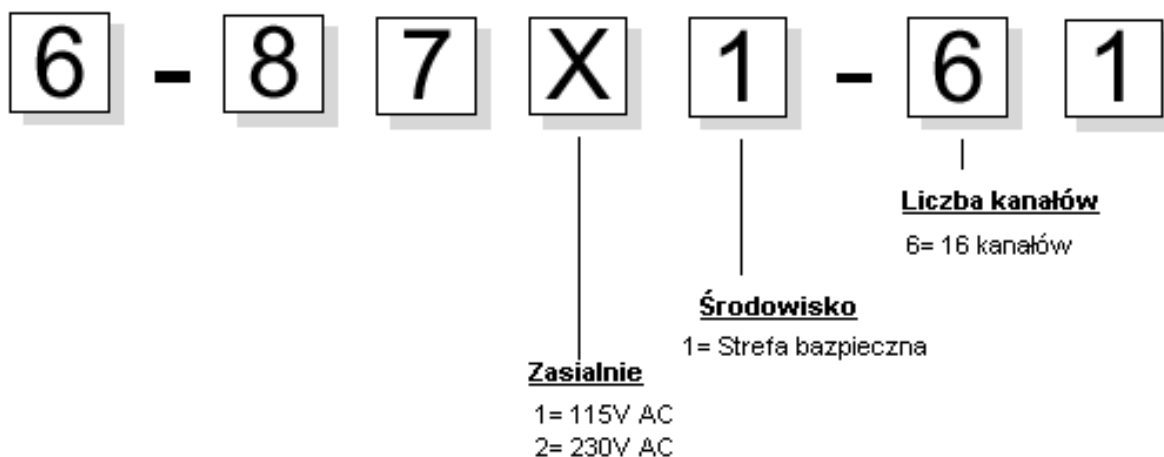 6 - 8 7 X 1 - 6 1
Liczba kanałów
6= 16 kanałów
Środowisko
1= Strefa bazpieczna
Zasialnie
1= 115V AC
2= 230V AC